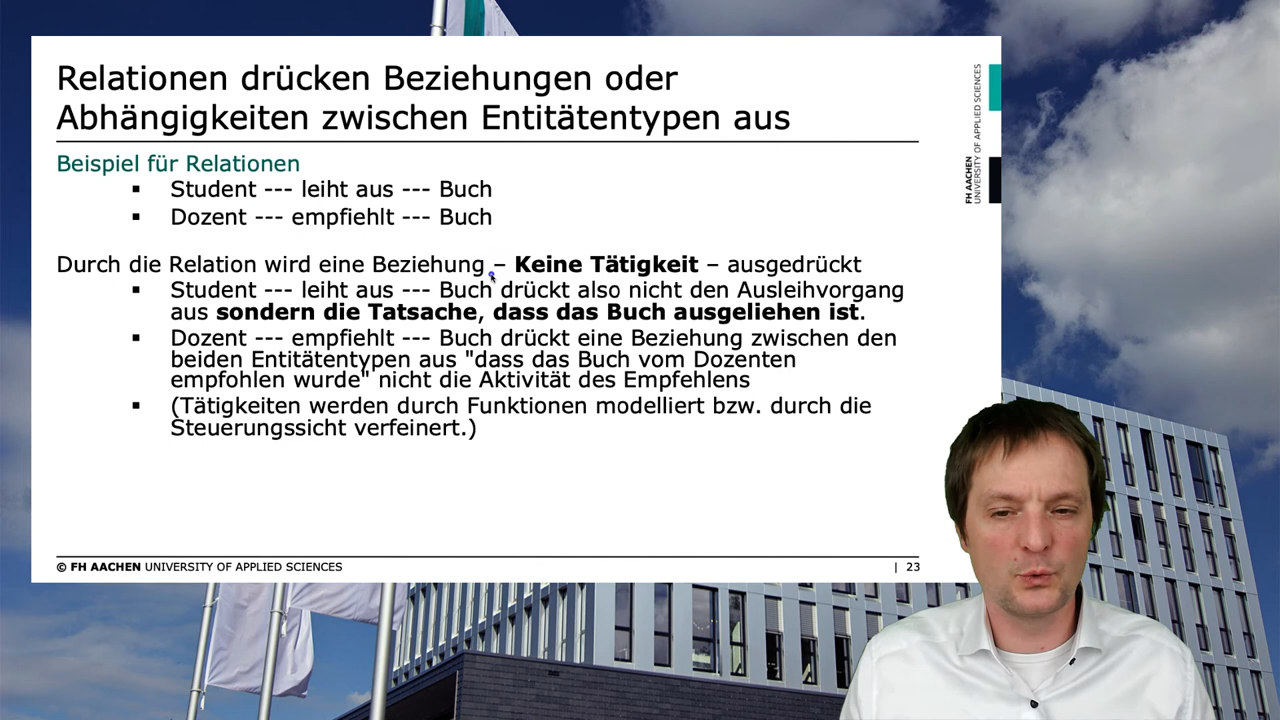 Relationen drücken Beziehungen oder
Abhängigkeiten zwischen Entitätentypen aus
Beispiel für Relationen
▪ Student --- leiht aus --- Buch
▪ Dozent --- empfiehlt --- Buch
Durch die Relation wird eine Beziehung – Keine Tätigkeit – ausgedrückt
▪ Student --- leiht aus --- Buch drückt also nicht den Ausleihvorgang
aus sondern die Tatsache, dass das Buch ausgeliehen ist.
▪ Dozent --- empfiehlt --- Buch drückt eine Beziehung zwischen den
beiden Entitätentypen aus "dass das Buch vom Dozenten
empfohlen wurde" nicht die Aktivität des Empfehlens
▪ (Tätigkeiten werden durch Funktionen modelliert bzw. durch die
Steuerungssicht verfeinert.)
© FH AACHEN UNIVERSITY OF APPLIED SCIENCES
| 23
FH AACHEN
UNIVERSITY OF APPLIED SCIENCES